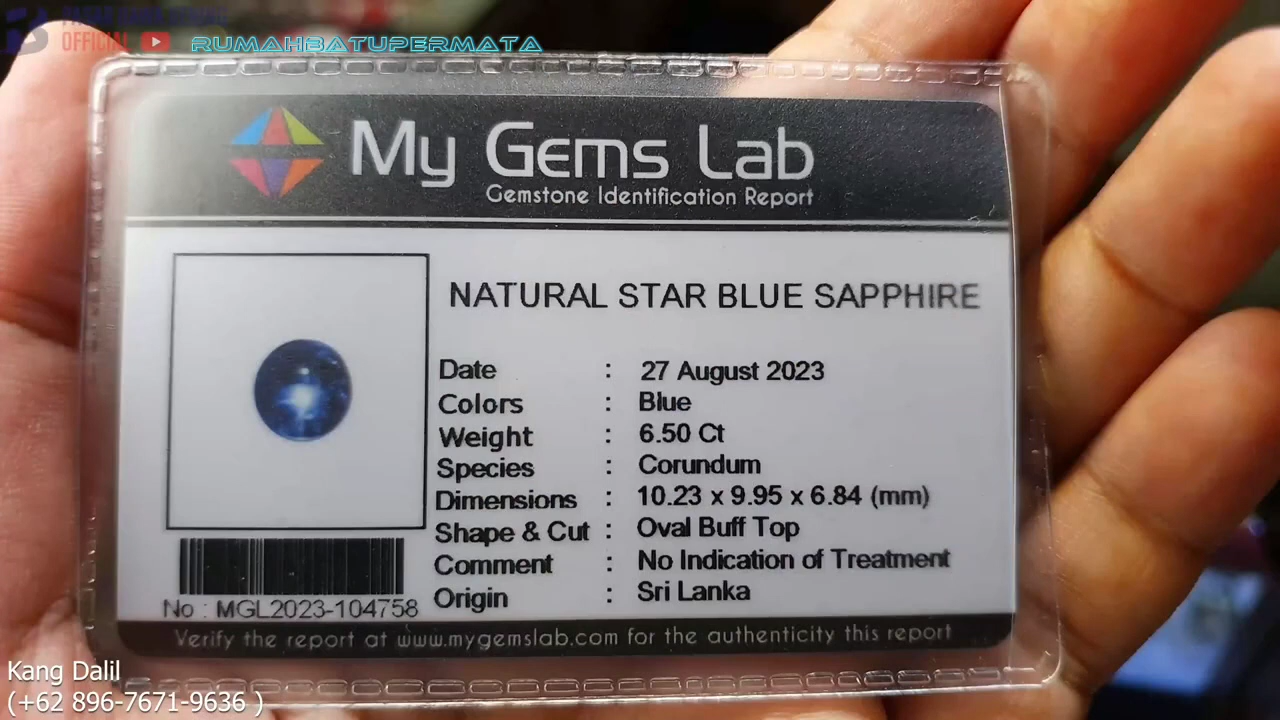 OFFICIAL
RUMAHBATUPERMATA
My Gems Lab
Gemstone Identification Report
NATURAL STAR BLUE SAPPHIRE
Date : 27 August 2023
Colors : Blue
Weight : 6.50 Ct
Species : Corundum
Dimensions : 10.23 x 9.95 x 6.84 (mm)
Shape & Cut : Oval Buff Top
Comment : No Indication of Treatment
Origin : Sri Lanka
No : MGL2023-104758
Verify the report at www.mygemslab.com for the authenticity this report
Kang Dalil
(+62 896-7671-9636 )